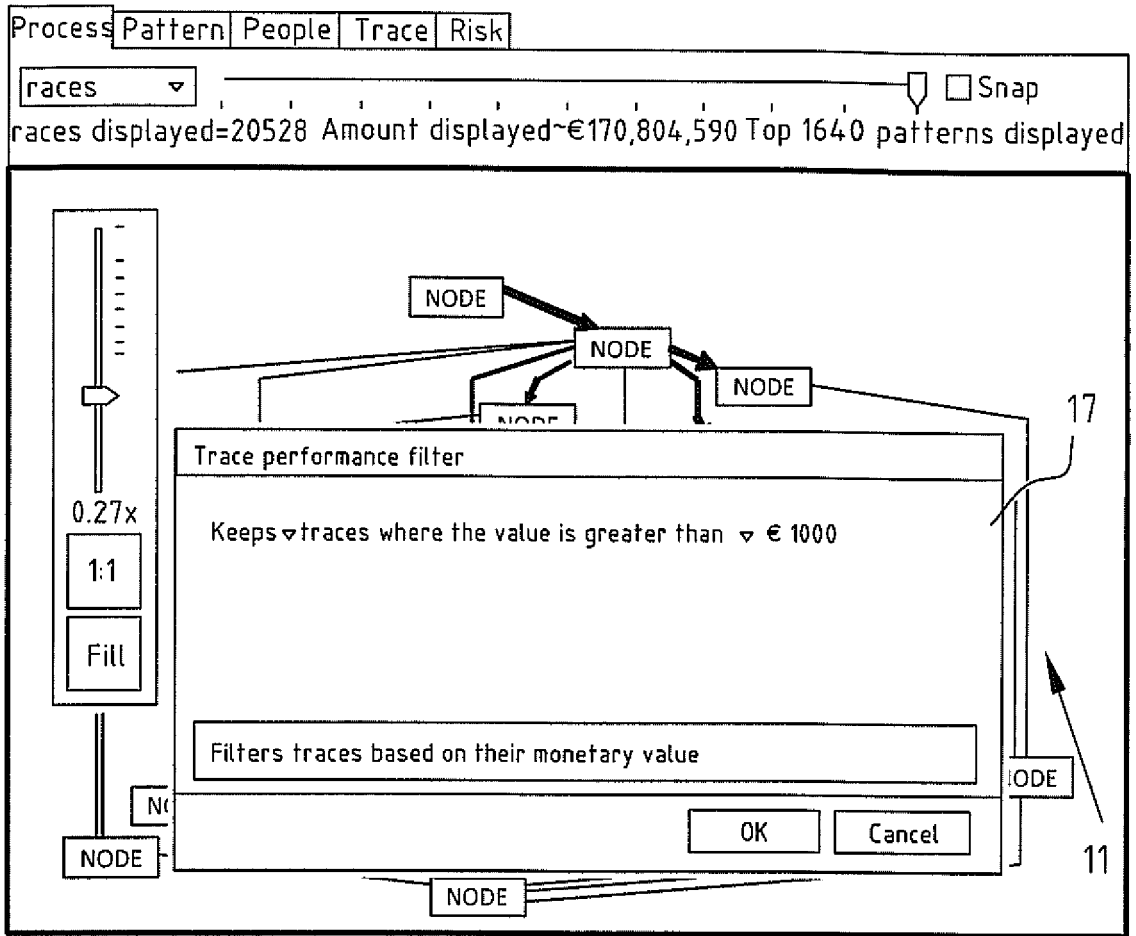 Process Pattern People Trace Risk
races ▿ Snap
races displayed=20528 Amount displayed~€170,804,590 Top 1640 patterns displayed
NODE
NODE
NODE
NODE
17
Trace performance filter
0.27x
Keeps ▿ traces where the value is greater than ▿ € 1000
1:1
Fill
Filters traces based on their monetary value
NO
ODE
OK Cancel
NODE
11
NODE